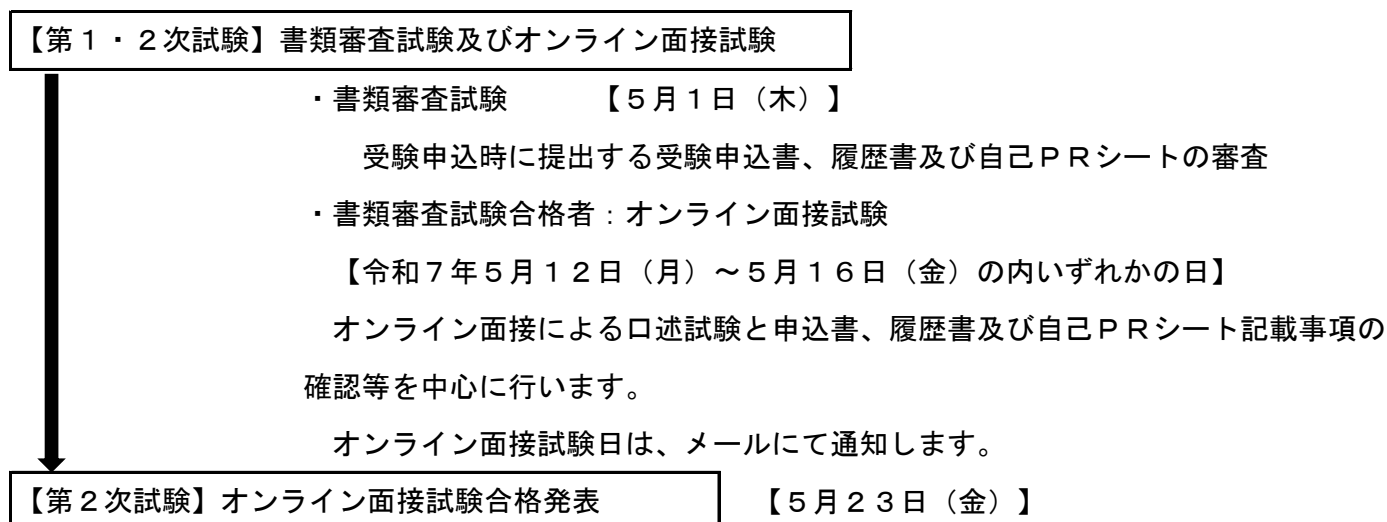 【第１・２次試験】書類審査試験及びオンライン面接試験
・書類審査試験　　　【５月１日（木）】
受験申込時に提出する受験申込書、履歴書及び自己ＰＲシートの審査
・書類審査試験合格者：オンライン面接試験
【令和７年５月１２日（月）～５月１６日（金）の内いずれかの日】
オンライン面接による口述試験と申込書、履歴書及び自己ＰＲシート記載事項の
確認等を中心に行います。
オンライン面接試験日は、メールにて通知します。
【第２次試験】オンライン面接試験合格発表　　　【５月２３日（金）】